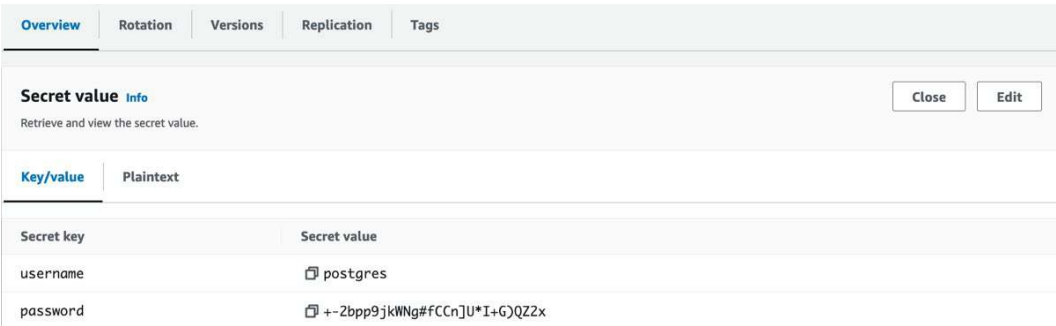 Overview Rotation Versions Replication Tags
Secret value Info Close Edit
Retrieve and view the secret value.
Key/value Plaintext
Secret key Secret value
username postgres
password +-2bpp9jkWNg#fCCn]U*I+G)QZ2x